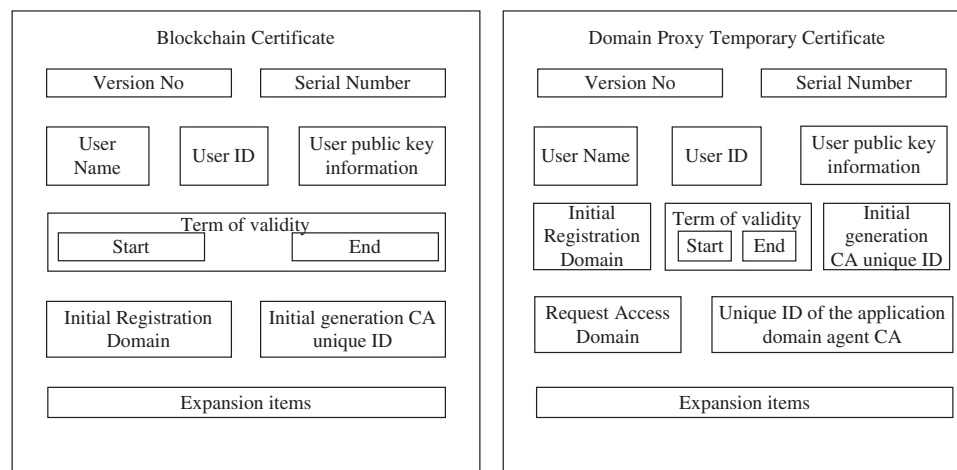 Blockchain Certificate
Version No
Serial Number
User
Name
User ID
User public key
information
Term of validity
Start
End
Initial Registration
Domain
Initial generation CA
unique ID
Expansion items
Domain Proxy Temporary Certificate
Version No
Serial Number
User Name
User ID
User public key
information
Initial
Registration
Domain
Term of validity
Start
End
Initial
generation
CA unique ID
Request Access
Domain
Unique ID of the application
domain agent CA
Expansion items